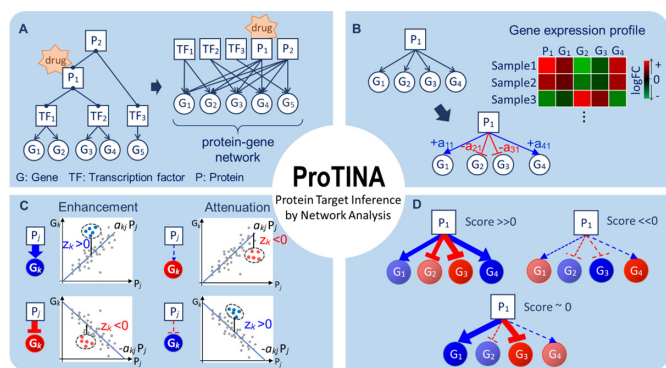 A
P2
drug
P1
TF1
TF2
TF3
G1
G2
G3
G4
G5
drug
TF1
TF2
TF3
P1
P2
G1
G2
G3
G4
G5
protein-gene
network
G: Gene TF: Transcription factor P: Protein
B
P1
G1
G2
G3
G4
Gene expression profile
P1 G1 G2 G3 G4
Sample1
Sample2
Sample3
logFC
+
0
-
...
P1
+a11
-a21
-a31
+a41
G1
G2
G3
G4
ProTINA
Protein Target Inference
by Network Analysis
C
Enhancement
Attenuation
Pj
Gk
Gk
zk>0
akj Pj
Pj
Pj
Gk
Gk
akj Pj
zk<0
Pj
Pj
Gk
Gk
zk<0
-akj Pj
Pj
Pj
Gk
Gk
zk>0
-akj Pj
Pj
D
P1
Score >>0
G1
G2
G3
G4
P1
Score <<0
G1
G2
G3
G4
P1
Score ~ 0
G1
G2
G3
G4